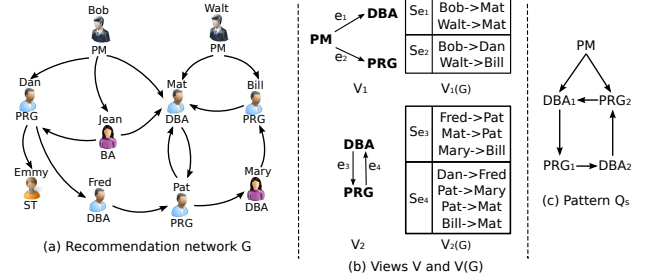 Bob
PM
Walt
PM
Dan
PRG
Mat
DBA
Bill
PRG
Jean
BA
Emmy
ST
Fred
DBA
Pat
PRG
Mary
DBA
(a) Recommendation network G
PM
e1
DBA
e2
PRG
V1
Se1
Bob->Mat
Walt->Mat
Se2
Bob->Dan
Walt->Bill
V1(G)
DBA
e3
e4
PRG
V2
Se3
Fred->Pat
Mat->Pat
Mary->Bill
Se4
Dan->Fred
Pat->Mary
Pat->Mat
Bill->Mat
V2(G)
(b) Views V and V(G)
PM
DBA1
PRG2
PRG1
DBA2
(c) Pattern Qs